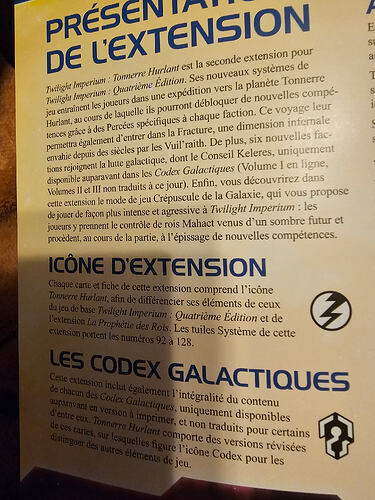 PRÉSENTATION
DE L'EXTENSION
Twilight Imperium : Tonnerre Hurlant est la seconde extension pour
Twilight Imperium : Quatrième Édition. Ses nouveaux systèmes de
jeu entraînent les joueurs dans une expédition vers la planète Tonnerre
Hurlant, au cours de laquelle ils pourront débloquer de nouvelles compé-
tences grâce à des Percées spécifiques à chaque faction. Ce voyage leur
permettra également d'entrer dans la Fracture, une dimension infernale
envahie depuis des siècles par les Vuil'raith. De plus, six nouvelles fac-
tions rejoignent la lutte galactique, dont le Conseil Keleres, uniquement
disponible auparavant dans les Codex Galactiques (Volume I en ligne,
Volumes II et III non traduits à ce jour). Enfin, vous découvrirez dans
cette extension le mode de jeu Crépuscule de la Galaxie, qui vous propose
de jouer de façon plus intense et agressive à Twilight Imperium : les
joueurs y prennent le contrôle de rois Mahact venus d'un sombre futur et
procèdent, au cours de la partie, à l'épissage de nouvelles compétences.
ICÔNE D'EXTENSION
Chaque carte et fiche de cette extension comprend l'icône
Tonnerre Hurlant, afin de différencier ses éléments de ceux
du jeu de base Twilight Imperium : Quatrième Édition et de
l'extension La Prophétie des Rois. Les tuiles Système de cette
extension portent les numéros 92 à 128.
LES CODEX GALACTIQUES
Cette extension inclut également l'intégralité du contenu
de chacun des Codex Galactiques, uniquement disponibles
auparavant en version à imprimer, et non traduits pour certains
d'entre eux. Tonnerre Hurlant comporte des versions révisées
de ces cartes, sur lesquelles figure l'icône Codex pour les
distinguer des autres éléments de jeu.